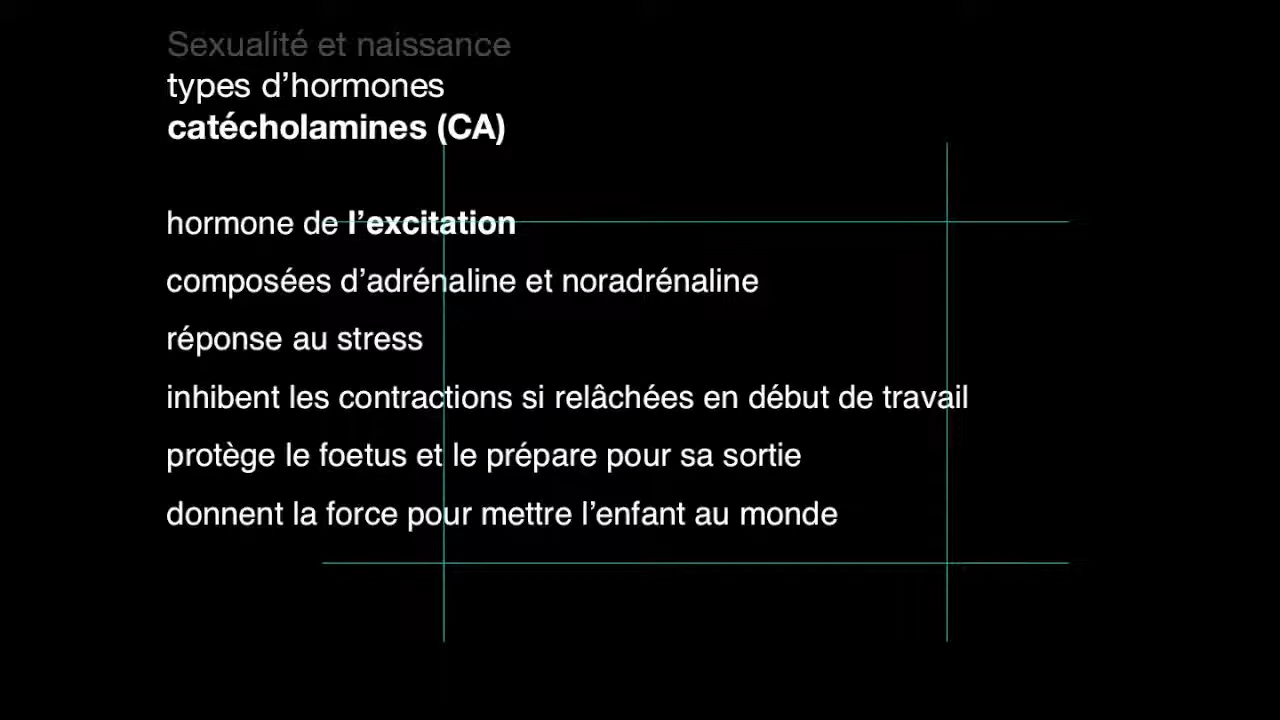 Sexualité et naissance
types d’hormones
catécholamines (CA)
hormone de l’excitation
composées d’adrénaline et noradrénaline
réponse au stress
inhibent les contractions si relâchées en début de travail
protège le foetus et le prépare pour sa sortie
donnent la force pour mettre l’enfant au monde